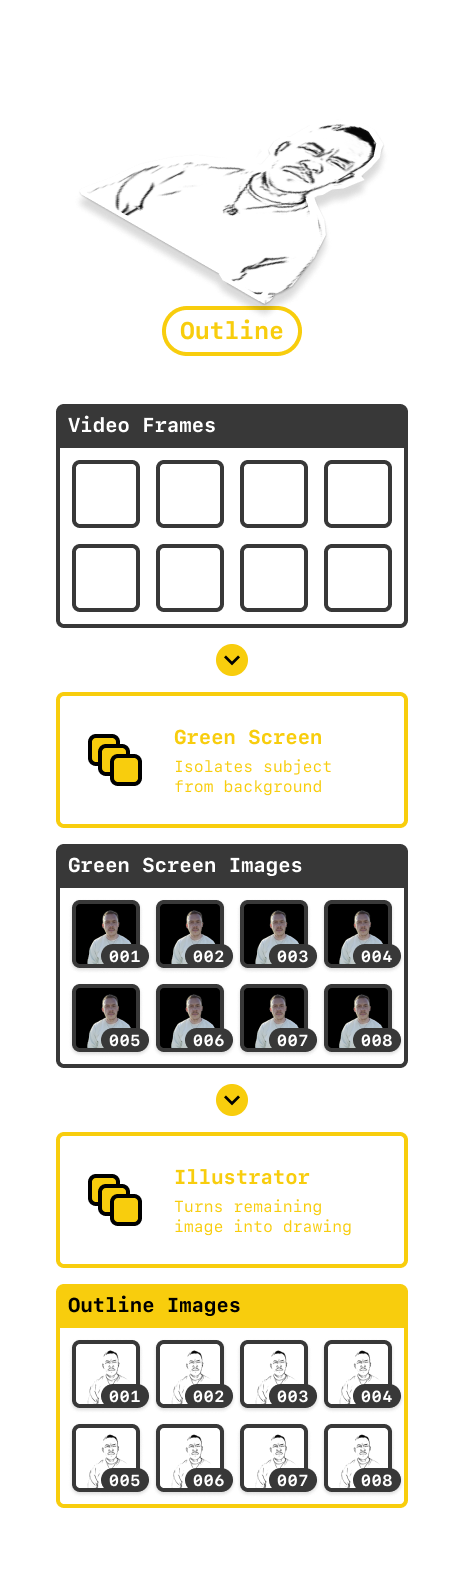 Outline
Video Frames
Green Screen
Isolates subject
from background
Green Screen Images
001 002 003 004
005 006 007 008
Illustrator
Turns remaining
image into drawing
Outline Images
001 002 003 004
005 006 007 008